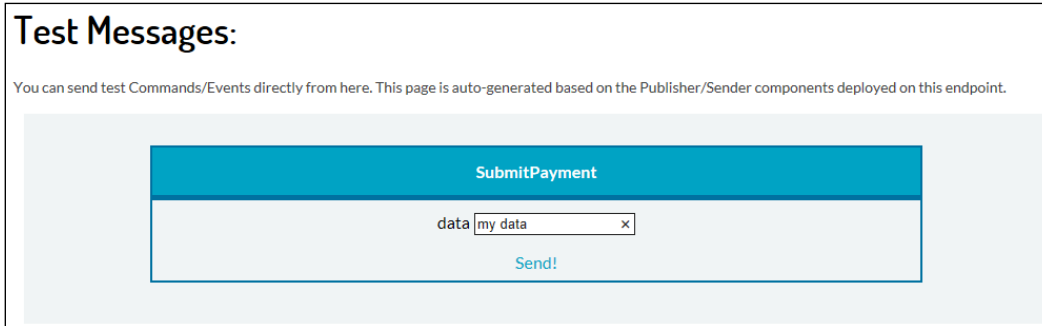 Test Messages:
You can send test Commands/Events directly from here. This page is auto-generated based on the Publisher/Sender components deployed on this endpoint.
SubmitPayment
data my data ×
Send!